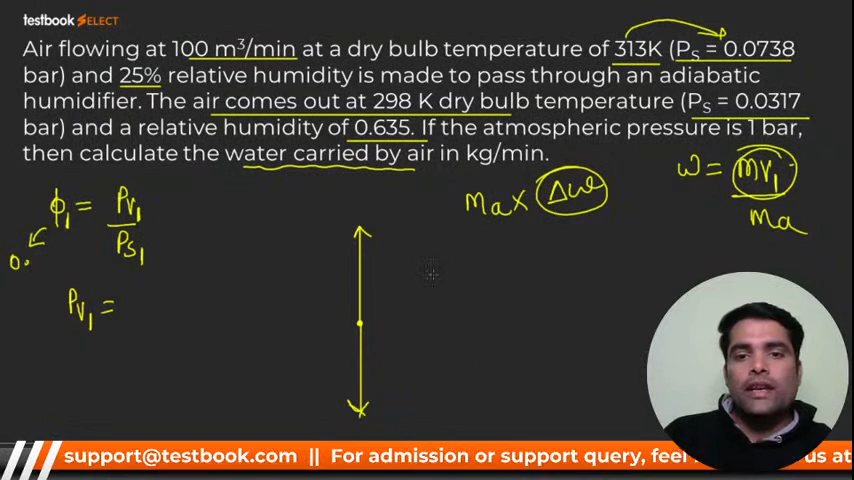 testbook SELECT
Air flowing at 100 m³/min at a dry bulb temperature of 313K (Pₛ = 0.0738
bar) and 25% relative humidity is made to pass through an adiabatic
humidifier. The air comes out at 298 K dry bulb temperature (Pₛ = 0.0317
bar) and a relative humidity of 0.635. If the atmospheric pressure is 1 bar,
then calculate the water carried by air in kg/min.
ma × Δω
ω = mv₁ / ma
ϕ₁ = Pv₁ / Ps₁
0.
Pv₁ =
support@testbook.com || For admission or support query, feel us at